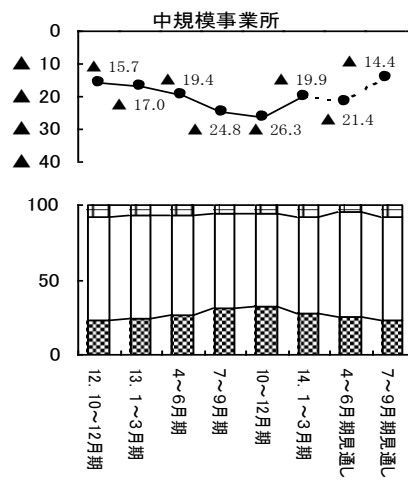 中規模事業所
0
▲ 10
▲ 20
▲ 30
▲ 40
▲ 15.7
▲ 17.0
▲ 19.4
▲ 24.8
▲ 26.3
▲ 19.9
▲ 21.4
▲ 14.4
100
50
0
12. 10～12月期
13. 1～3月期
4～6月期
7～9月期
10～12月期
14. 1～3月期
4～6月期見通し
7～9月期見通し